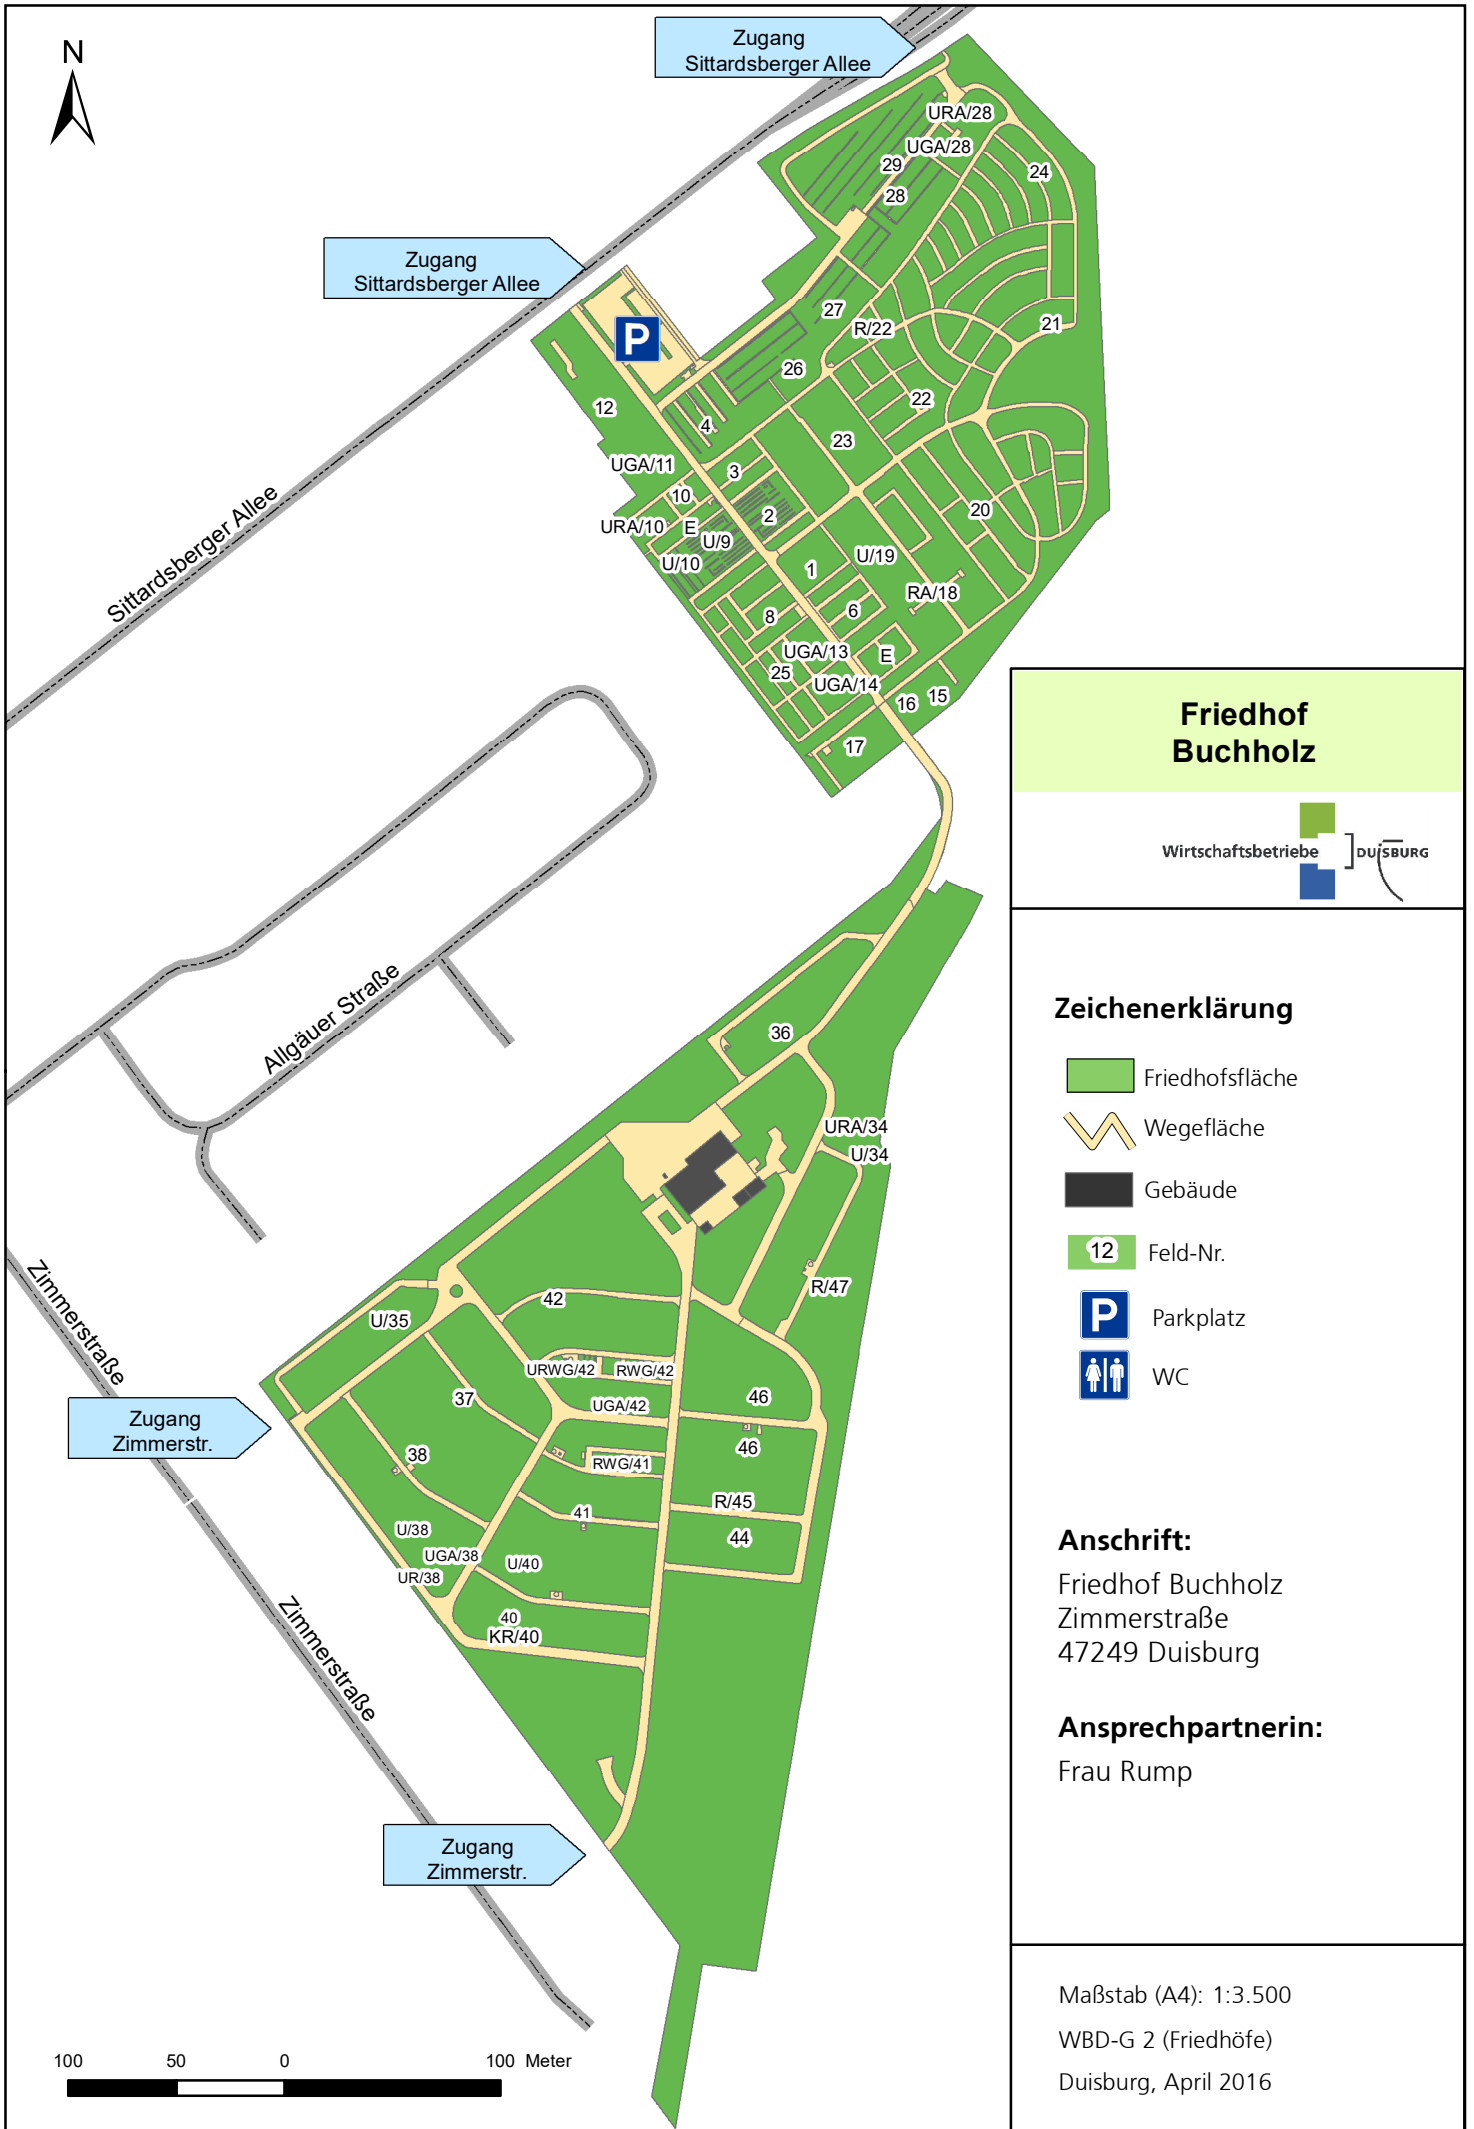 N
Zugang
Sittardsberger Allee
Zugang
Sittardsberger Allee
P
URA/28
UGA/28
29
28
24
27
R/22
21
26
22
12
4
23
UGA/11
3
10
2
20
URA/10
E
U/9
U/10
1
U/19
RA/18
8
6
UGA/13
E
25
UGA/14
16
15
17
Sittardsberger Allee
Allgäuer Straße
36
URA/34
U/34
R/47
42
U/35
URWG/42
RWG/42
37
UGA/42
46
46
38
RWG/41
R/45
41
44
U/38
UGA/38
U/40
UR/38
40
KR/40
Zimmerstraße
Zugang
Zimmerstr.
Zimmerstraße
Zugang
Zimmerstr.
100 50 0 100 Meter
Friedhof
Buchholz
Wirtschaftsbetriebe DUISBURG
Zeichenerklärung
Friedhofsfläche
Wegefläche
Gebäude
12 Feld-Nr.
P Parkplatz
WC
Anschrift:
Friedhof Buchholz
Zimmerstraße
47249 Duisburg
Ansprechpartnerin:
Frau Rump
Maßstab (A4): 1:3.500
WBD-G 2 (Friedhöfe)
Duisburg, April 2016